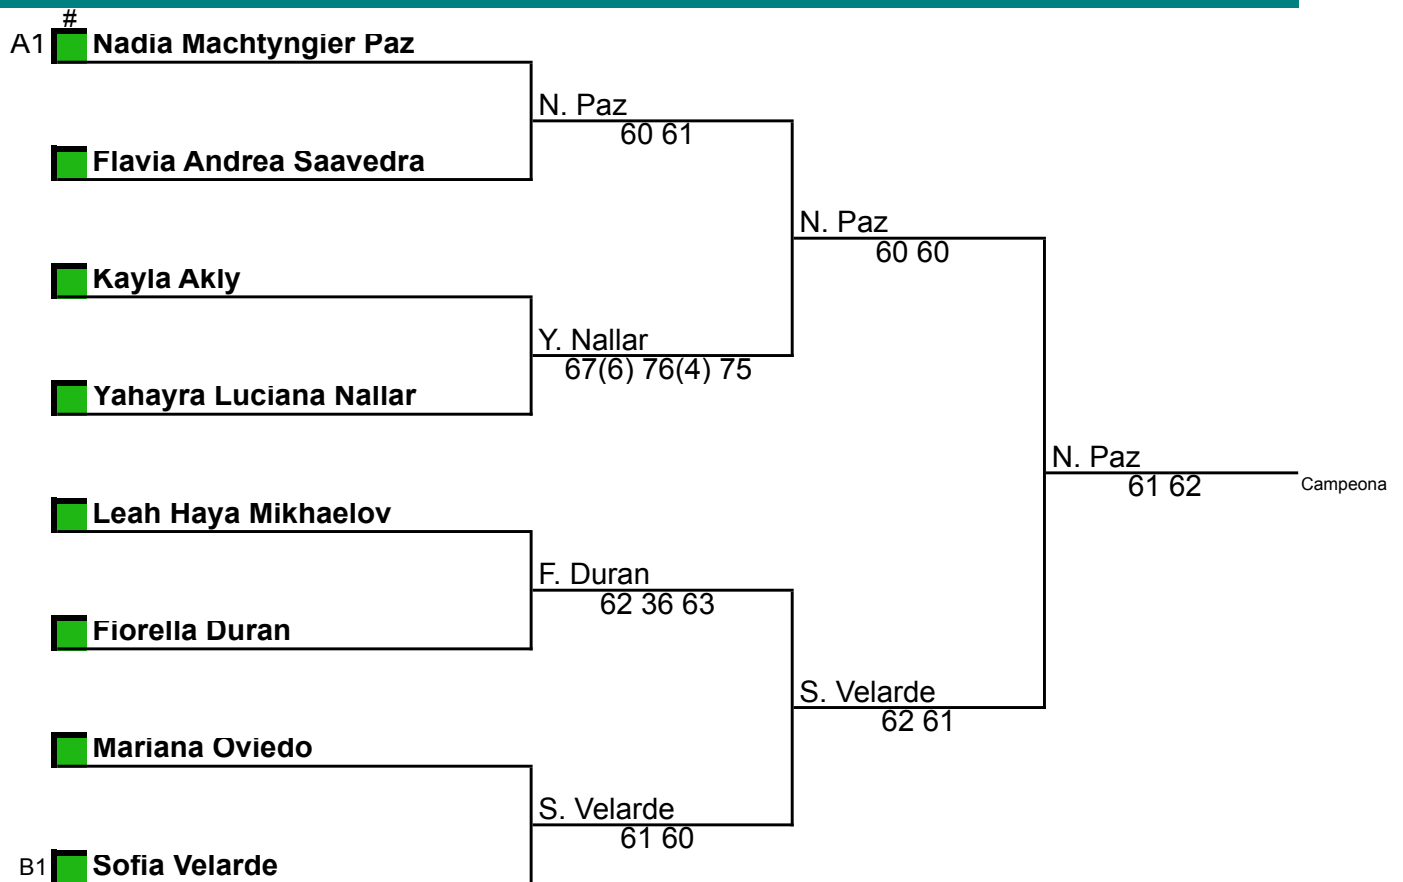 #
A1 Nadia Machtyngier Paz
N. Paz
60 61
Flavia Andrea Saavedra
N. Paz
60 60
Kayla Akly
Y. Nallar
67(6) 76(4) 75
Yahayra Luciana Nallar
N. Paz
61 62
Campeona
Leah Haya Mikhaelov
F. Duran
62 36 63
Fiorella Duran
S. Velarde
62 61
Mariana Oviedo
S. Velarde
61 60
B1 Sofia Velarde